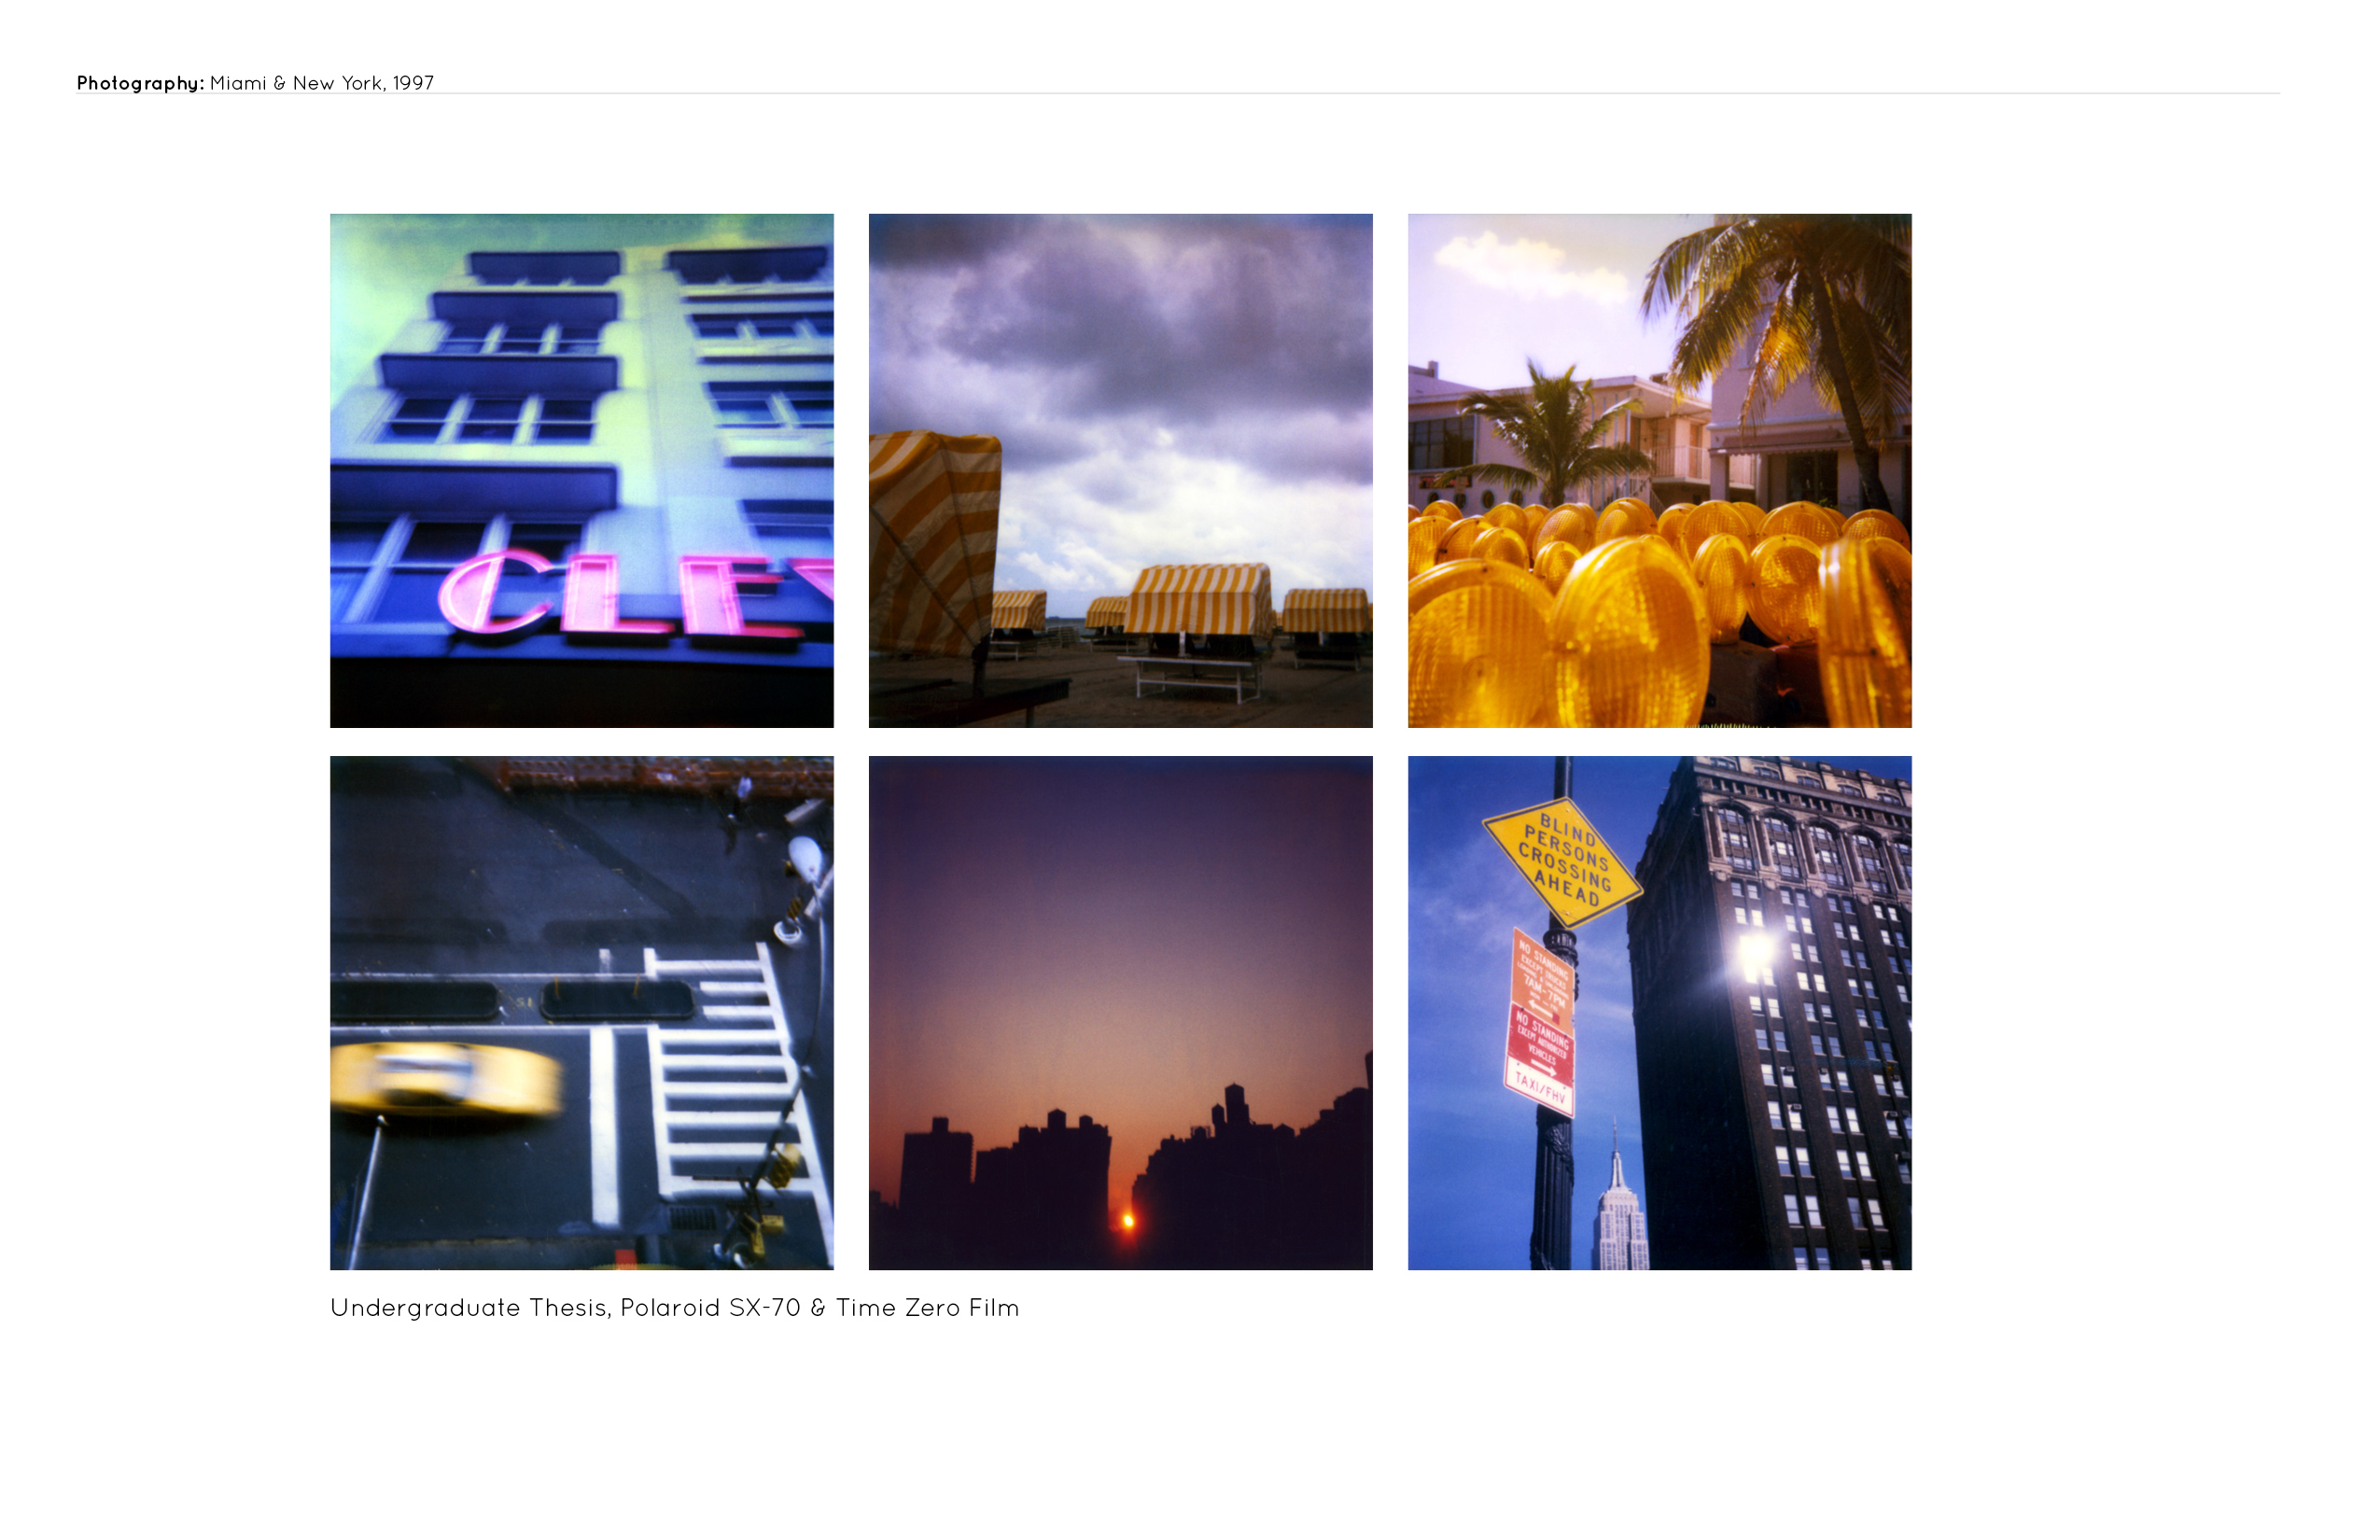 Photography: Miami & New York, 1997
CLE
BLIND
PERSONS
CROSSING
AHEAD
NO STANDING
EXCEPT TRUCKS
7AM-7PM
NO STANDING
EXCEPT AUTHORIZED
VEHICLES
TAXI/FHV
Undergraduate Thesis, Polaroid SX-70 & Time Zero Film